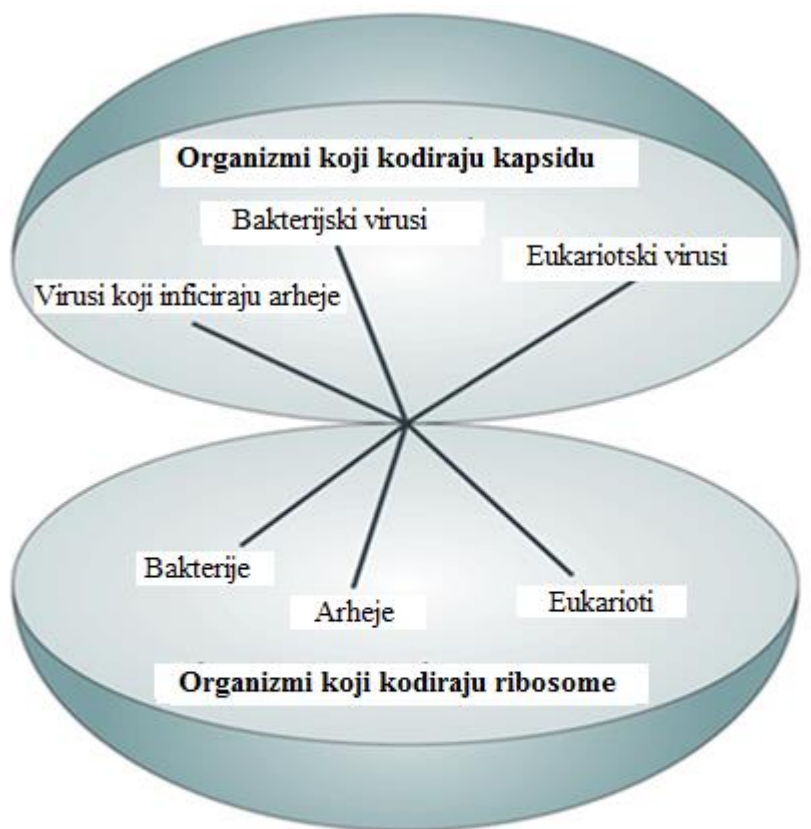 Organizmi koji kodiraju kapsidu
Bakterijski virusi
Eukariotski virusi
Virusi koji inficiraju arheje
Bakterije
Arheje
Eukarioti
Organizmi koji kodiraju ribosome